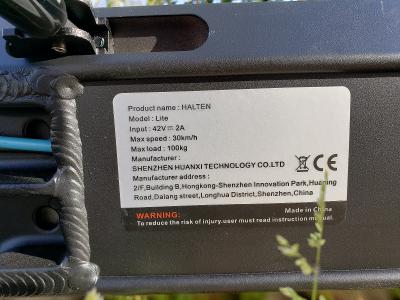 Product name : HALTEN
Model : Lite
Input : 42V⎓2A
Max speed : 30km/h
Max load : 100kg
Manufacturer :
SHENZHEN HUANXI TECHNOLOGY CO.LTD
Manufacturer address :
2/F,Building B,Hongkong-Shenzhen Innovation Park,Huaning
Road,Dalang street,Longhua District,Shenzhen,China
CE
WARNING:
Made in China
To reduce the risk of injury.user must read instruction manual.